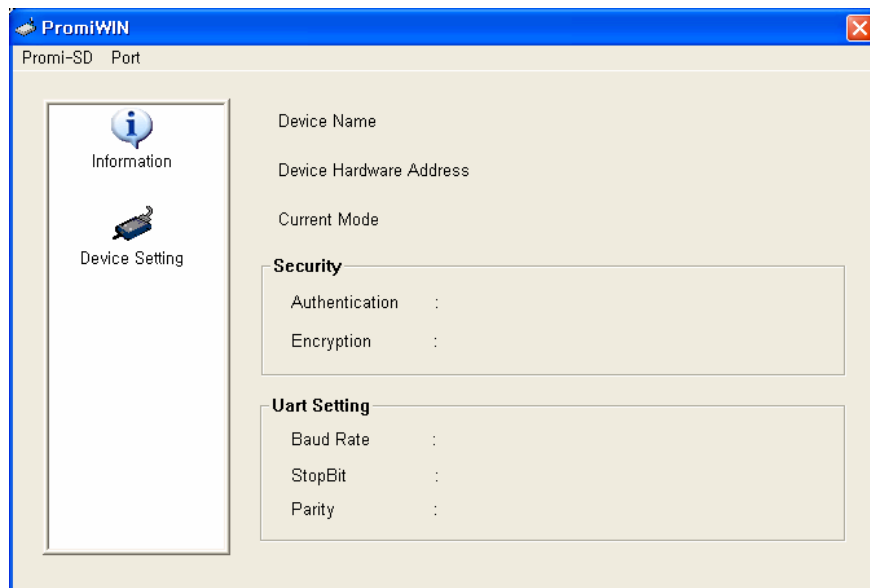 PromiWIN
Promi-SD Port
Information
Device Setting
Device Name
Device Hardware Address
Current Mode
Security
Authentication :
Encryption :
Uart Setting
Baud Rate :
StopBit :
Parity :